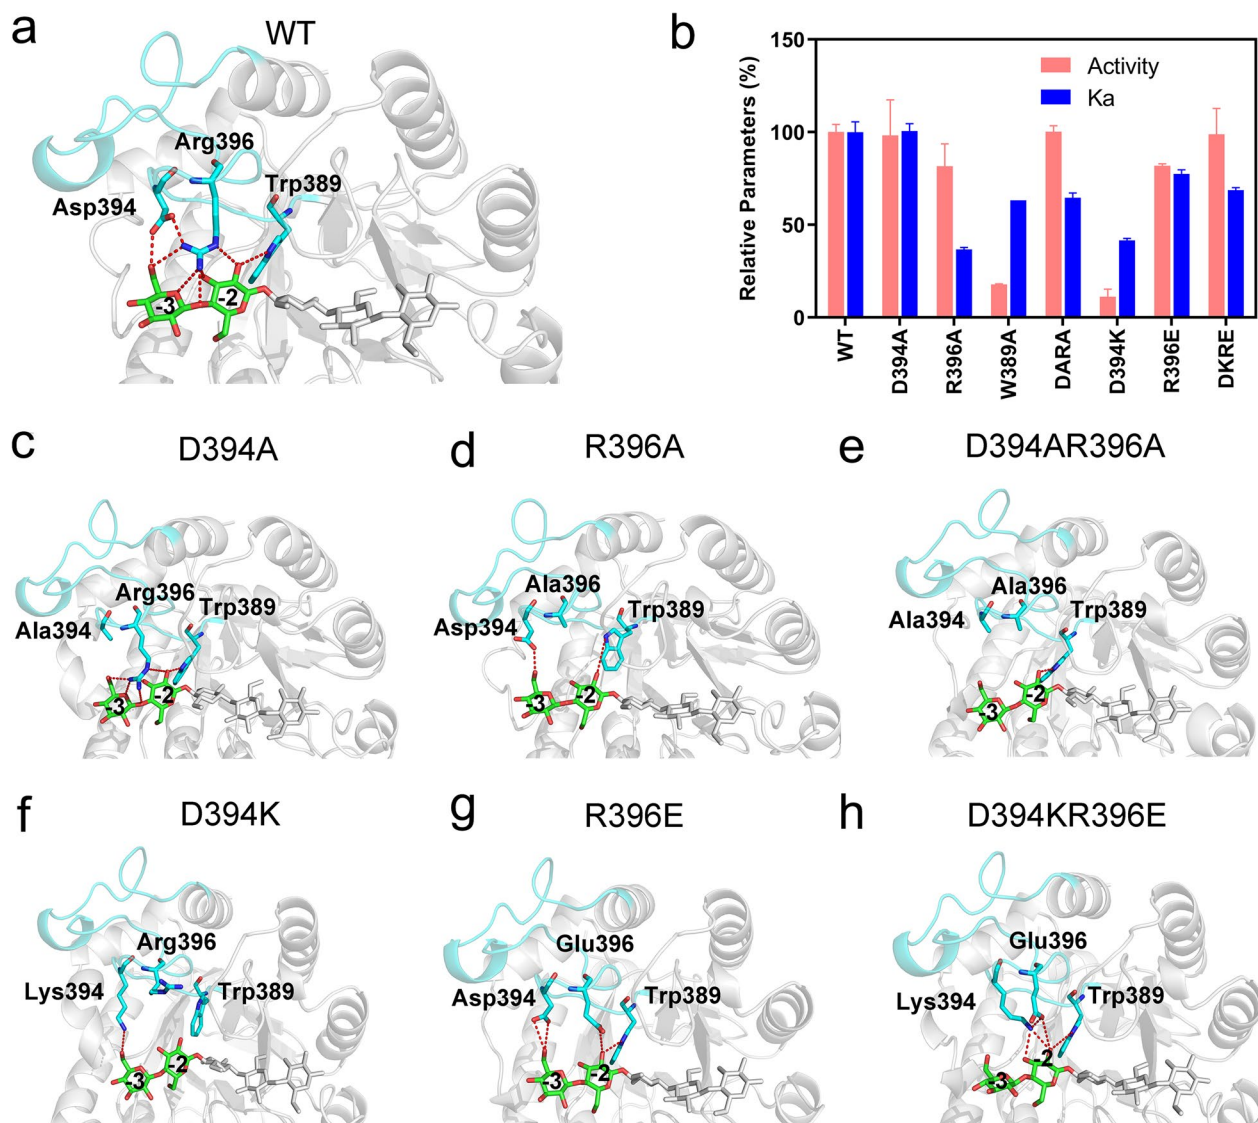 a
WT
Arg396
Trp389
Asp394
-3
-2
b
150
100
50
0
Relative Parameters (%)
Activity
Ka
WT
D394A
R396A
W389A
DARA
D394K
R396E
DKRE
c
D394A
Arg396
Trp389
Ala394
-3
-2
d
R396A
Ala396
Trp389
Asp394
-3
-2
e
D394AR396A
Ala396
Trp389
Ala394
-3
-2
f
D394K
Arg396
Lys394
Trp389
-3
-2
g
R396E
Glu396
Asp394
Trp389
-3
-2
h
D394KR396E
Glu396
Lys394
Trp389
-3
-2